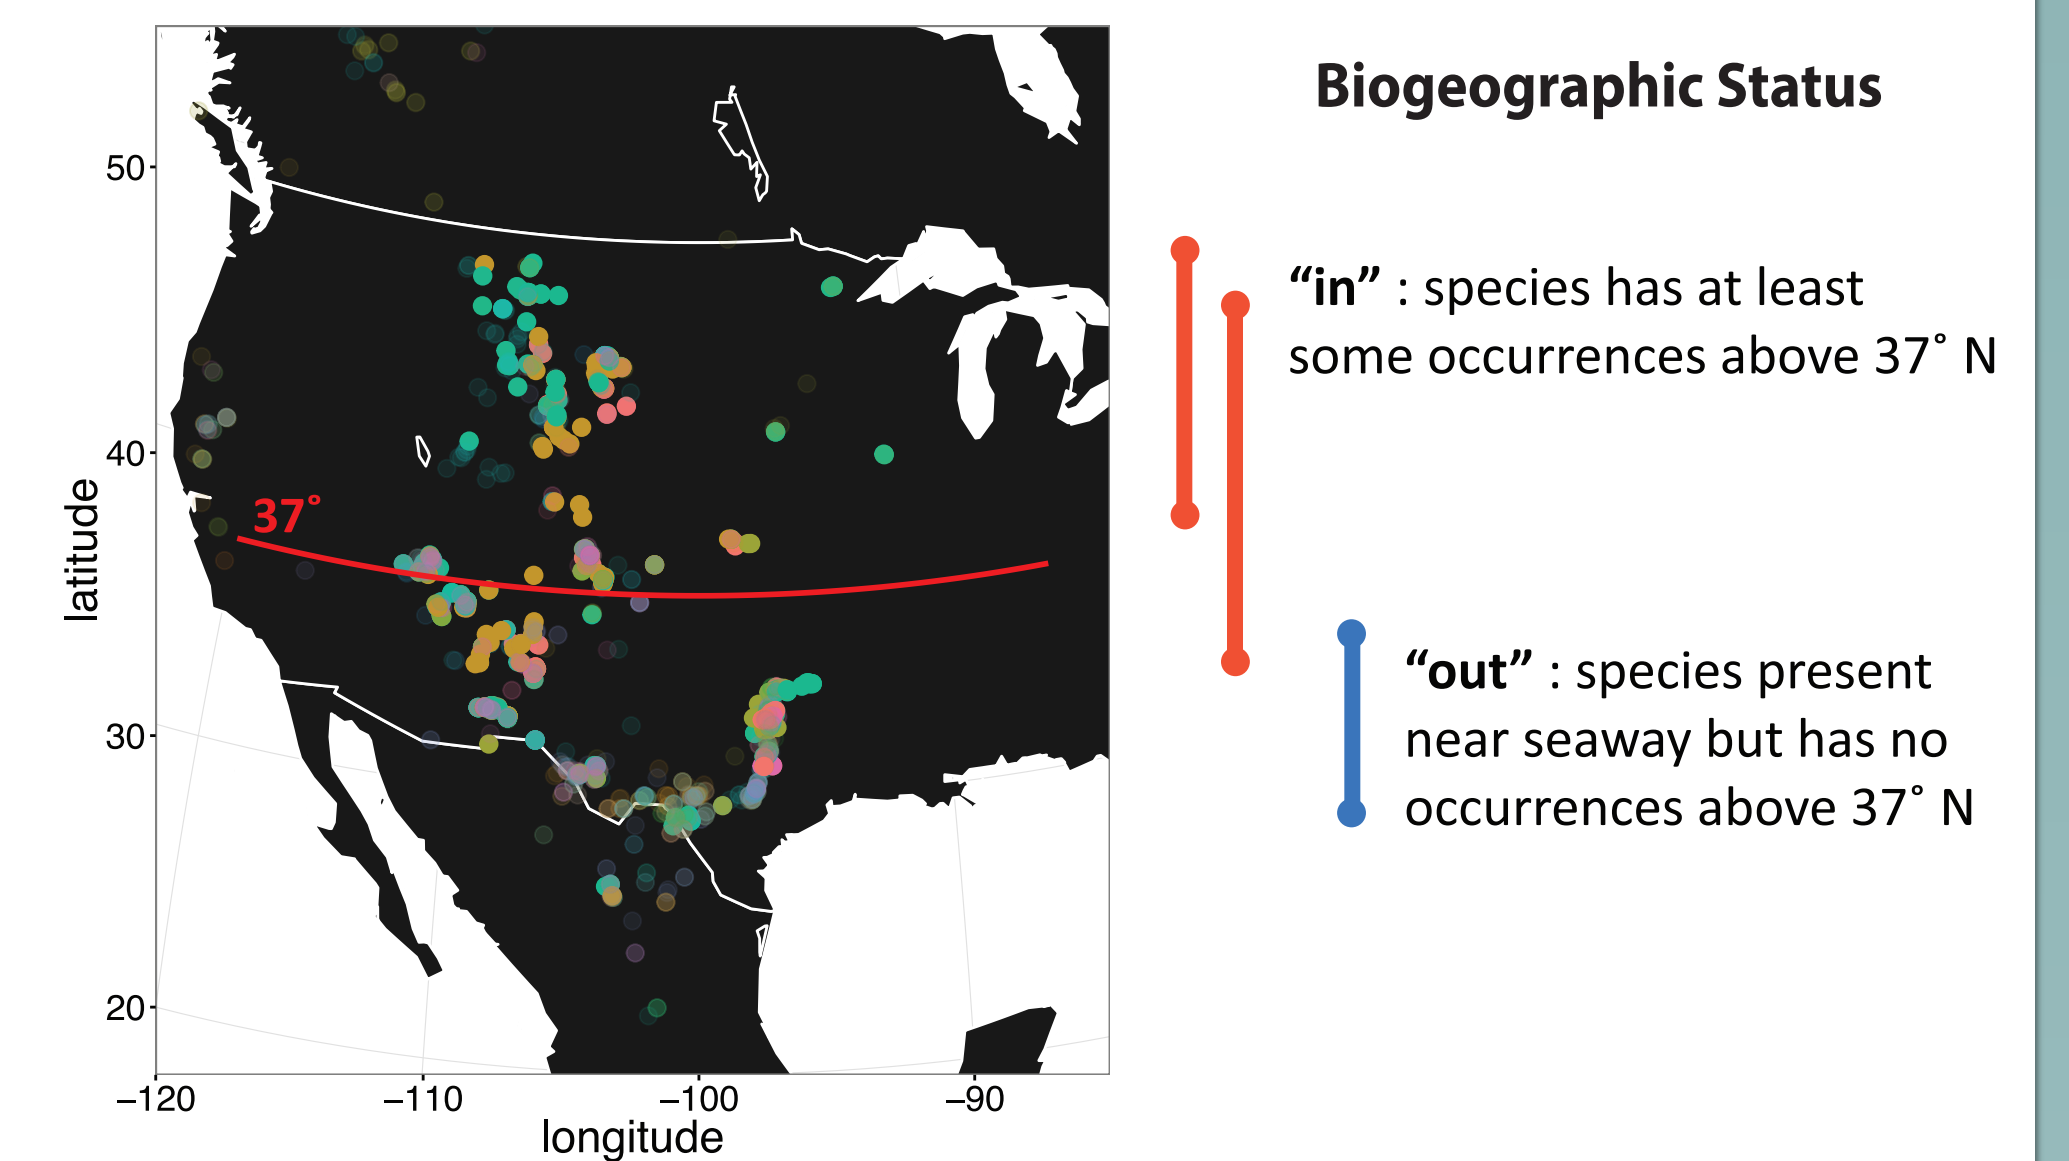 Biogeographic Status
50
40
30
20
latitude
37˚
−120
−110
−100
−90
longitude
“in” : species has at least
some occurrences above 37˚ N
“out” : species present
near seaway but has no
occurrences above 37˚ N